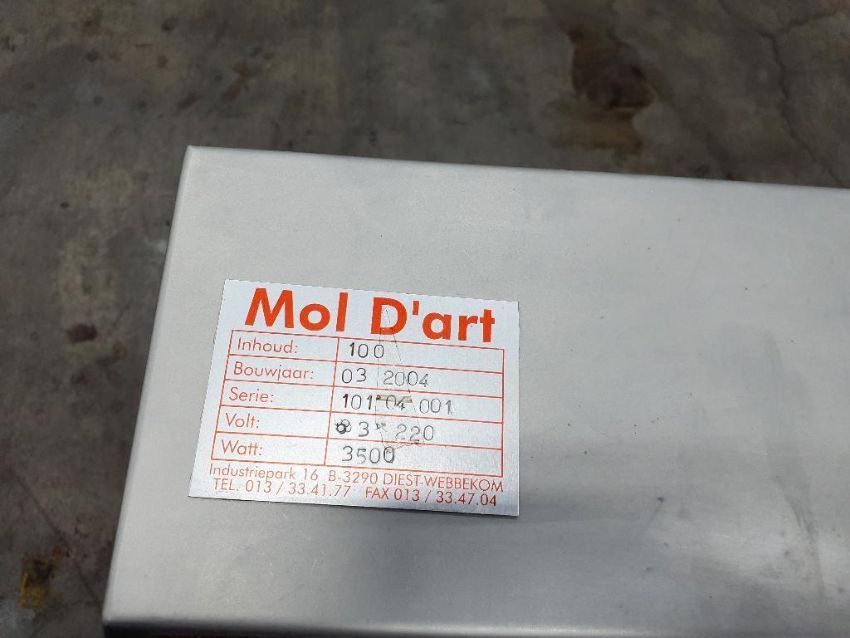 Mol D'art
Inhoud: 100
Bouwjaar: 03 2004
Serie: 101 04 001
Volt: 3 220
Watt: 3500
Industriepark 16 B-3290 DIEST-WEBBEKOM
TEL. 013 / 33.41.77 FAX 013 / 33.47.04